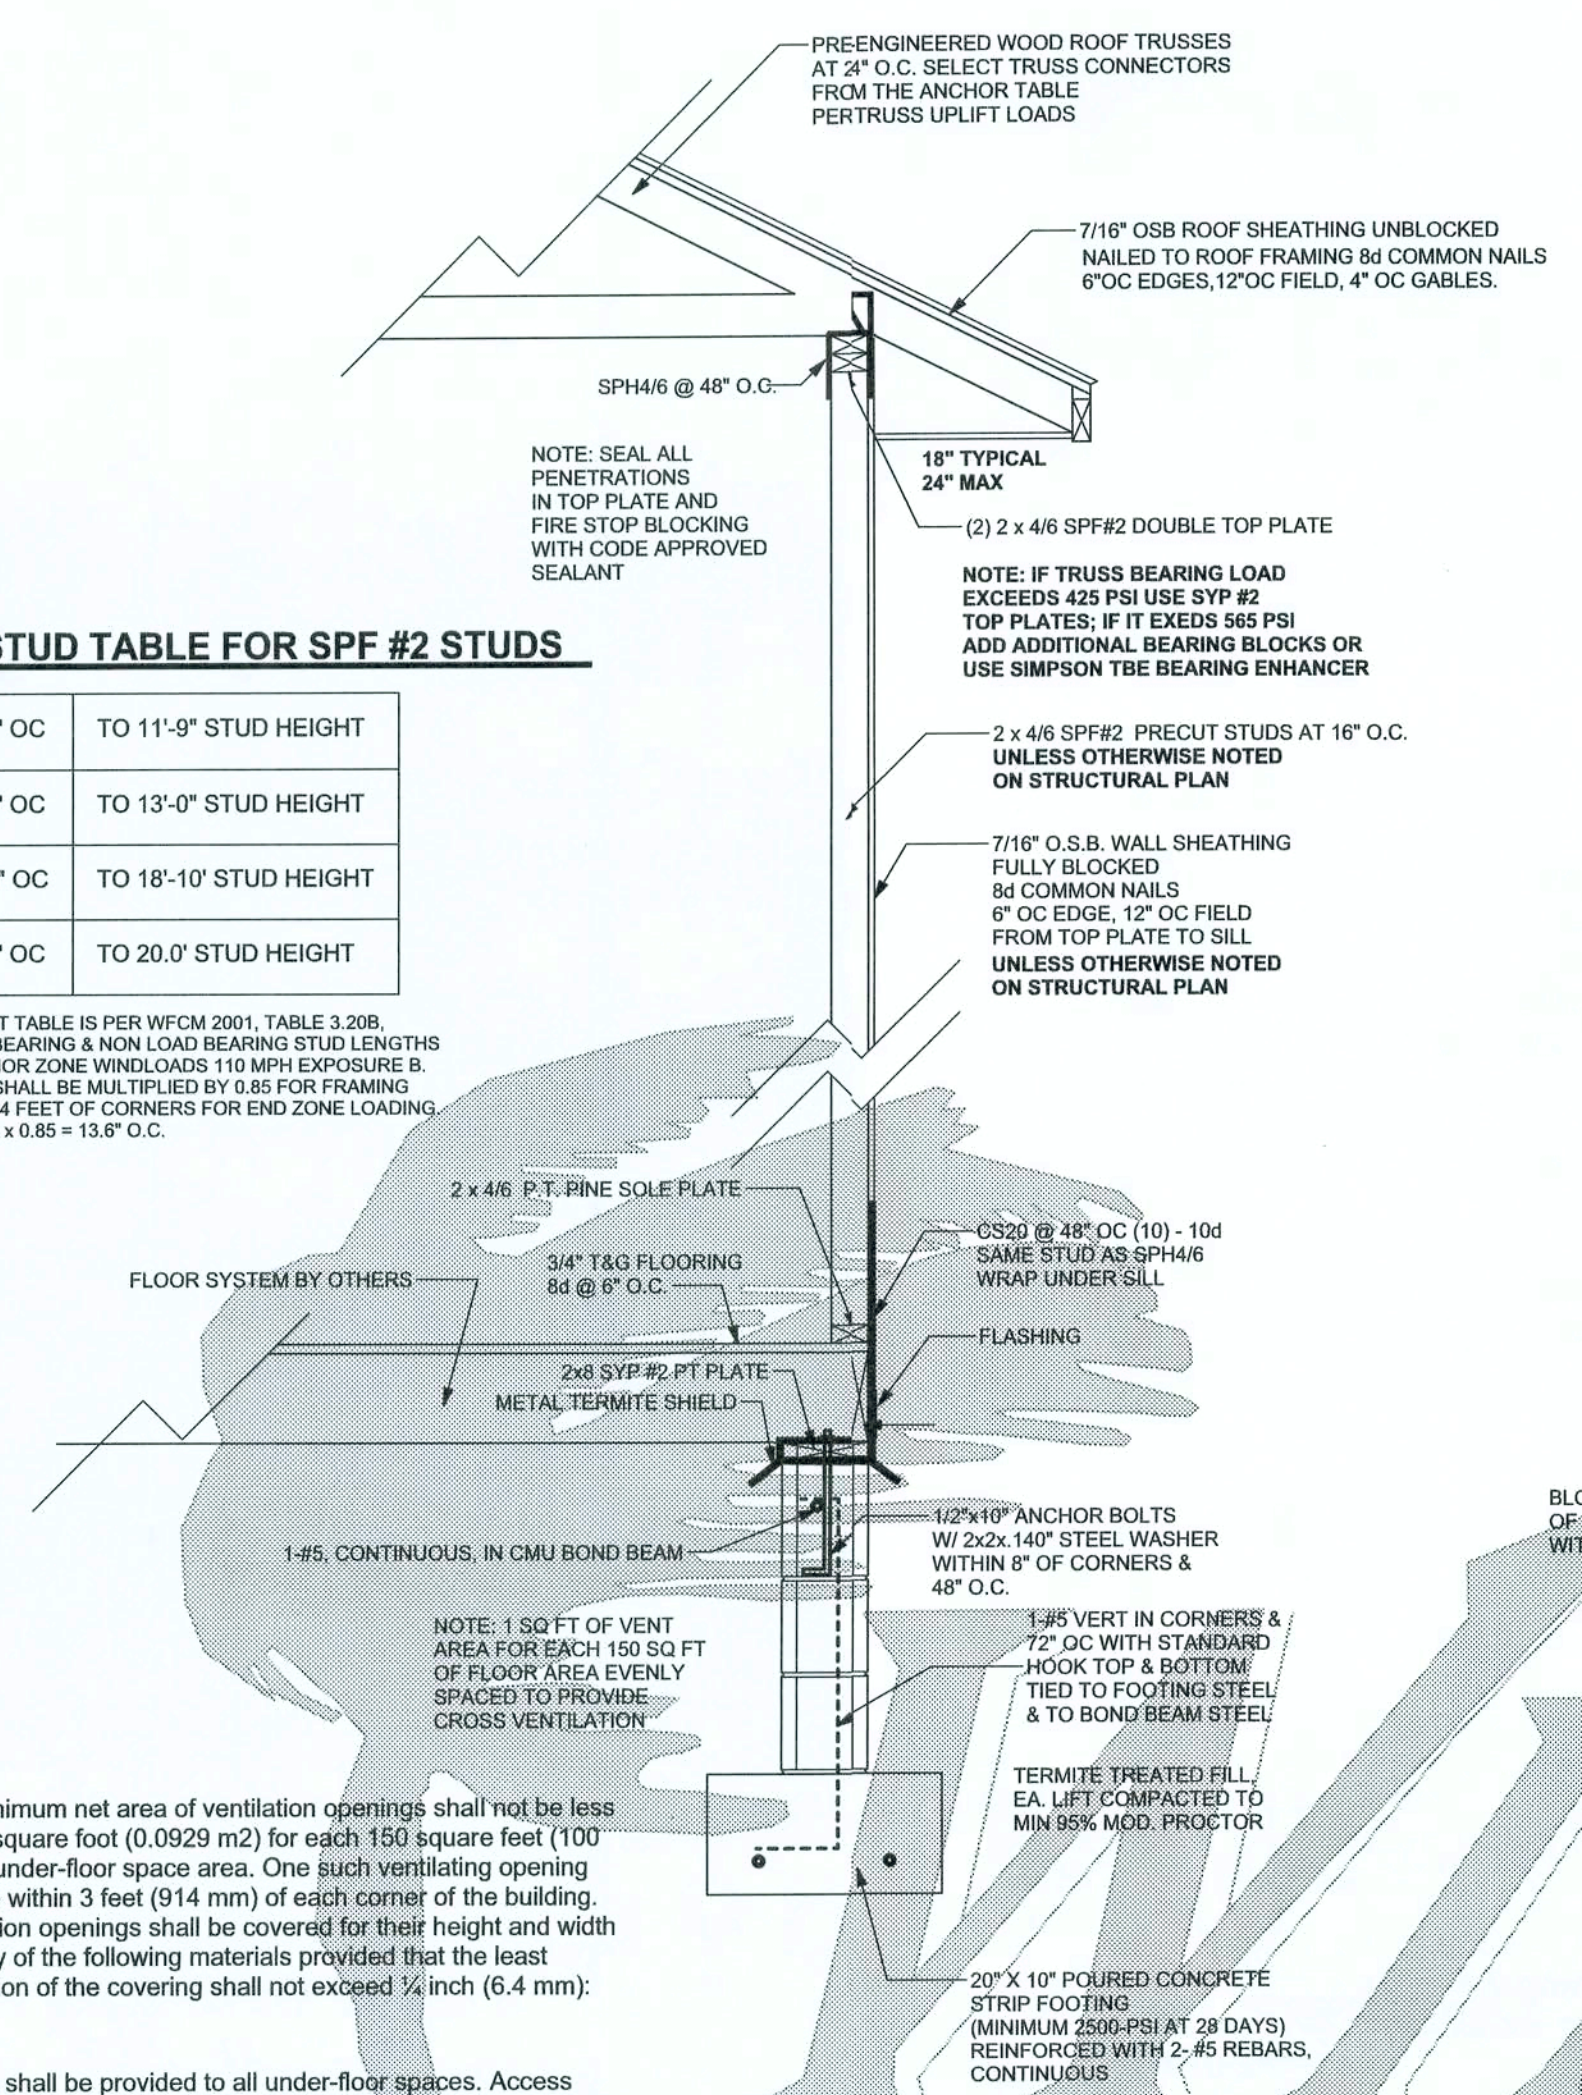 PRE-ENGINEERED WOOD ROOF TRUSSES
AT 24" O.C. SELECT TRUSS CONNECTORS
FROM THE ANCHOR TABLE
PER TRUSS UPLIFT LOADS
7/16" OSB ROOF SHEATHING UNBLOCKED
NAILED TO ROOF FRAMING 8d COMMON NAILS
6"OC EDGES,12"OC FIELD, 4" OC GABLES.
SPH4/6 @ 48" O.C.
NOTE: SEAL ALL
PENETRATIONS
IN TOP PLATE AND
FIRE STOP BLOCKING
WITH CODE APPROVED
SEALANT
18" TYPICAL
24" MAX
(2) 2 x 4/6 SPF#2 DOUBLE TOP PLATE
NOTE: IF TRUSS BEARING LOAD
EXCEEDS 425 PSI USE SYP #2
TOP PLATES; IF IT EXEDS 565 PSI
ADD ADDITIONAL BEARING BLOCKS OR
USE SIMPSON TBE BEARING ENHANCER
STUD TABLE FOR SPF #2 STUDS
" OC TO 11'-9" STUD HEIGHT
" OC TO 13'-0" STUD HEIGHT
" OC TO 18'-10' STUD HEIGHT
" OC TO 20.0' STUD HEIGHT
T TABLE IS PER WFCM 2001, TABLE 3.20B,
BEARING & NON LOAD BEARING STUD LENGTHS
IOR ZONE WINDLOADS 110 MPH EXPOSURE B.
SHALL BE MULTIPLIED BY 0.85 FOR FRAMING
4 FEET OF CORNERS FOR END ZONE LOADING.
x 0.85 = 13.6" O.C.
2 x 4/6 SPF#2 PRECUT STUDS AT 16" O.C.
UNLESS OTHERWISE NOTED
ON STRUCTURAL PLAN
7/16" O.S.B. WALL SHEATHING
FULLY BLOCKED
8d COMMON NAILS
6" OC EDGE, 12" OC FIELD
FROM TOP PLATE TO SILL
UNLESS OTHERWISE NOTED
ON STRUCTURAL PLAN
2 x 4/6 P.T. PINE SOLE PLATE
CS20 @ 48" OC (10) - 10d
SAME STUD AS SPH4/6
WRAP UNDER SILL
3/4" T&G FLOORING
8d @ 6" O.C.
FLOOR SYSTEM BY OTHERS
FLASHING
2x8 SYP #2 PT PLATE
METAL TERMITE SHIELD
1/2"x10" ANCHOR BOLTS
W/ 2x2x.140" STEEL WASHER
WITHIN 8" OF CORNERS &
48" O.C.
1-#5, CONTINUOUS, IN CMU BOND BEAM
BLO
OF
WIT
NOTE: 1 SQ FT OF VENT
AREA FOR EACH 150 SQ FT
OF FLOOR AREA EVENLY
SPACED TO PROVIDE
CROSS VENTILATION
1-#5 VERT IN CORNERS &
72" OC WITH STANDARD
HOOK TOP & BOTTOM
TIED TO FOOTING STEEL
& TO BOND BEAM STEEL
TERMITE TREATED FILL,
EA. LIFT COMPACTED TO
MIN 95% MOD. PROCTOR
nimum net area of ventilation openings shall not be less
square foot (0.0929 m2) for each 150 square feet (100
under-floor space area. One such ventilating opening
within 3 feet (914 mm) of each corner of the building.
ion openings shall be covered for their height and width
y of the following materials provided that the least
ion of the covering shall not exceed ¼ inch (6.4 mm):
20" X 10" POURED CONCRETE
STRIP FOOTING
(MINIMUM 2500-PSI AT 28 DAYS)
REINFORCED WITH 2- #5 REBARS,
CONTINUOUS
shall be provided to all under-floor spaces. Access